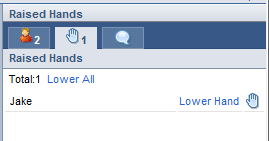 Raised Hands
2 1
Raised Hands
Total:1 Lower All
Jake Lower Hand